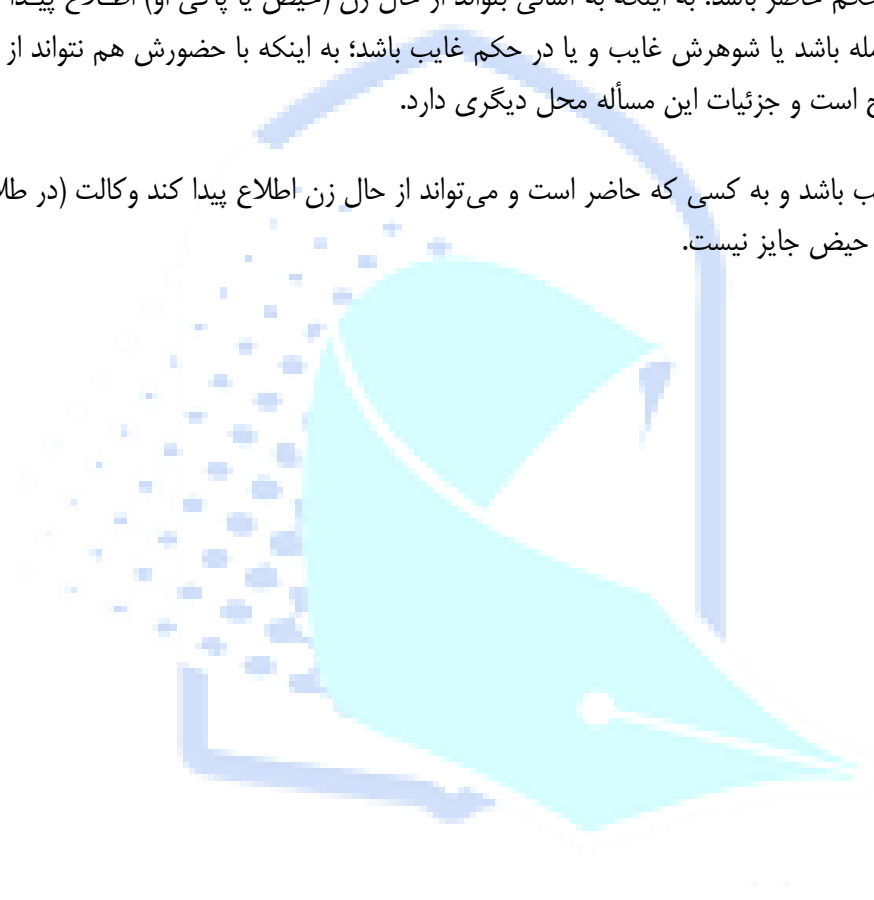 حکم حاضر باشد. به اینکه به آسانی بتواند از حال زن (حیض یا پاکی او) اطلاع پیدا
باشد یا شوهرش غایب و یا در حکم غایب باشد؛ به اینکه با حضورش هم نتواند از
است و جزئیات این مسأله محل دیگری دارد.
باشد و به کسی که حاضر است و می‌تواند از حال زن اطلاع پیدا کند وکالت (در
حیض جایز نیست.